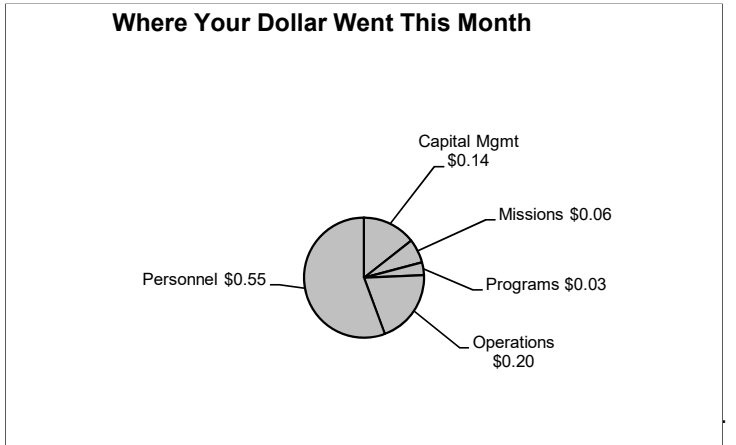 Where Your Dollar Went This Month
Capital Mgmt
$0.14
Missions $0.06
Personnel $0.55
Programs $0.03
Operations
$0.20
.